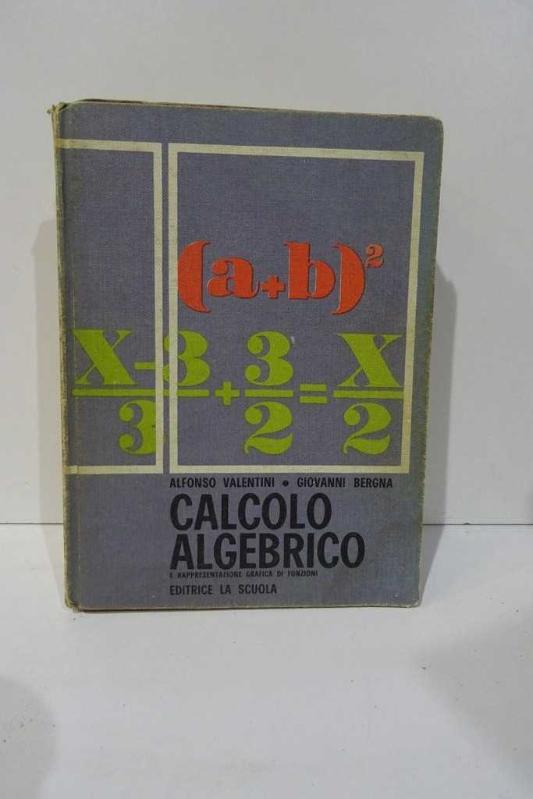 (a+b)²
X-3/3 + 3/2 = X/2
ALFONSO VALENTINI • GIOVANNI BERGNA
CALCOLO
ALGEBRICO
E RAPPRESENTAZIONE GRAFICA DI FUNZIONI
EDITRICE LA SCUOLA